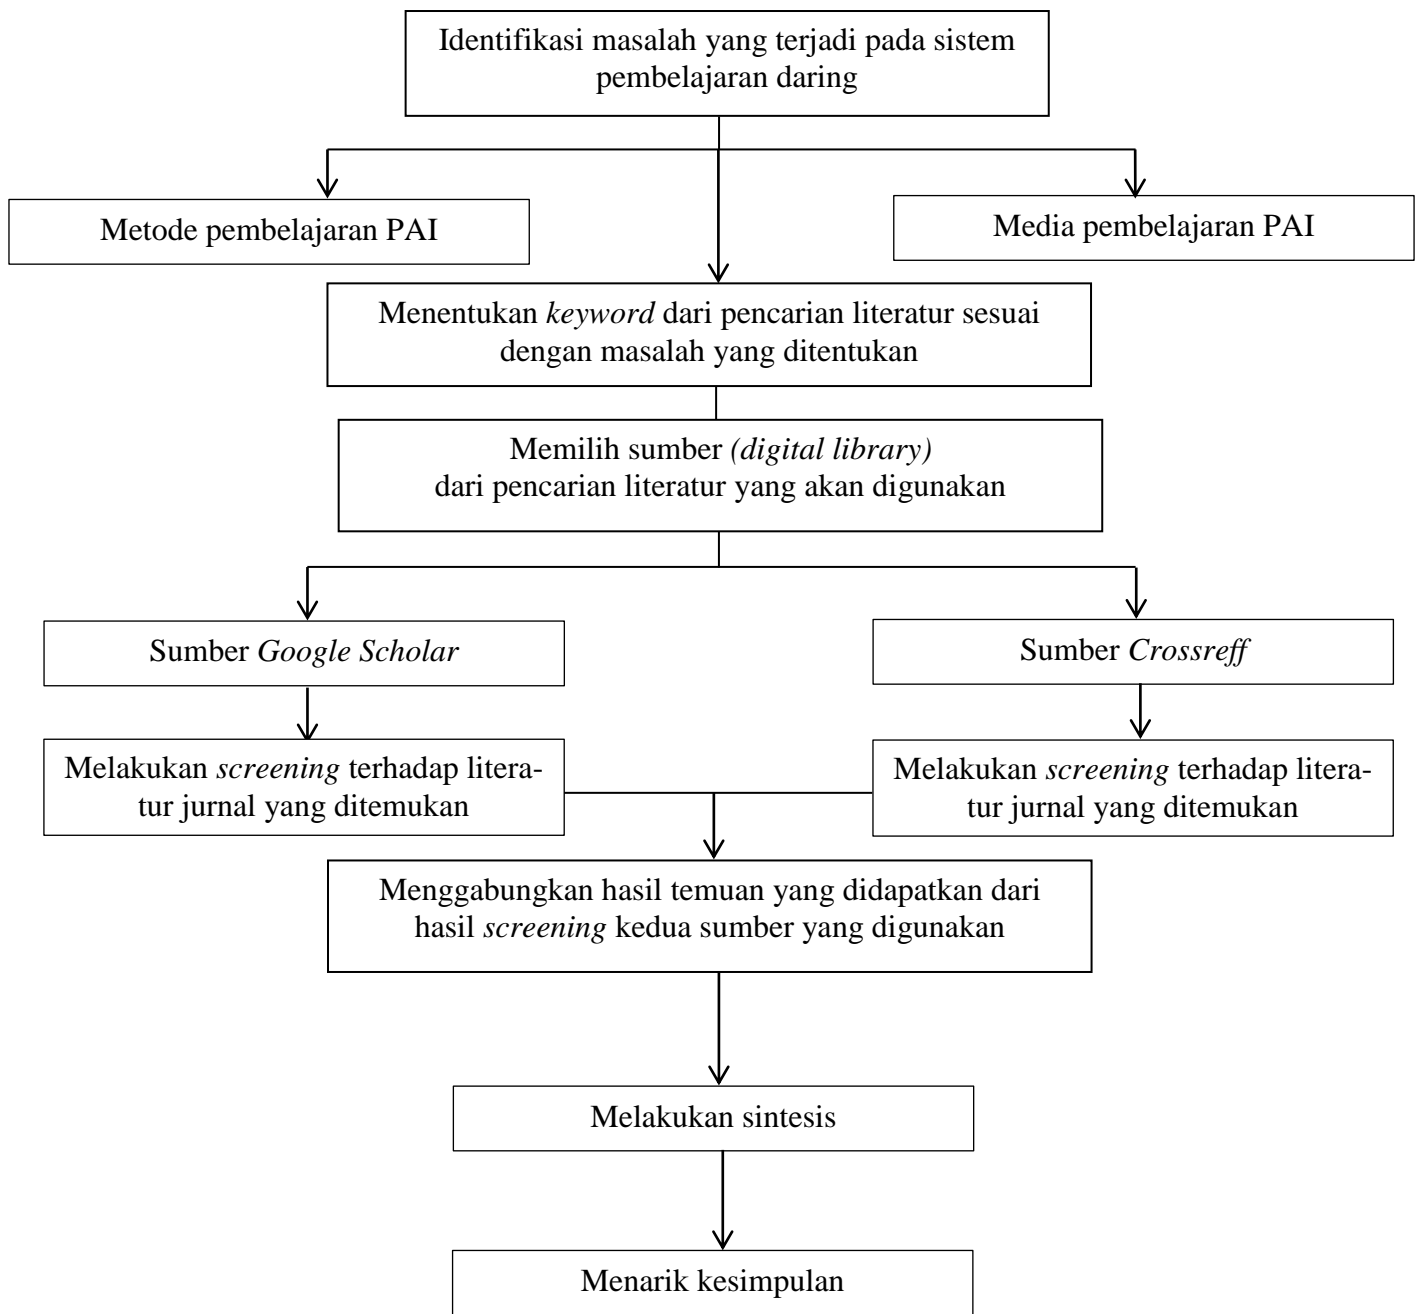 Identifikasi masalah yang terjadi pada sistem
pembelajaran daring
Metode pembelajaran PAI
Media pembelajaran PAI
Menentukan keyword dari pencarian literatur sesuai
dengan masalah yang ditentukan
Memilih sumber (digital library)
dari pencarian literatur yang akan digunakan
Sumber Google Scholar
Sumber Crossreff
Melakukan screening terhadap litera-
tur jurnal yang ditemukan
Melakukan screening terhadap litera-
tur jurnal yang ditemukan
Menggabungkan hasil temuan yang didapatkan dari
hasil screening kedua sumber yang digunakan
Melakukan sintesis
Menarik kesimpulan